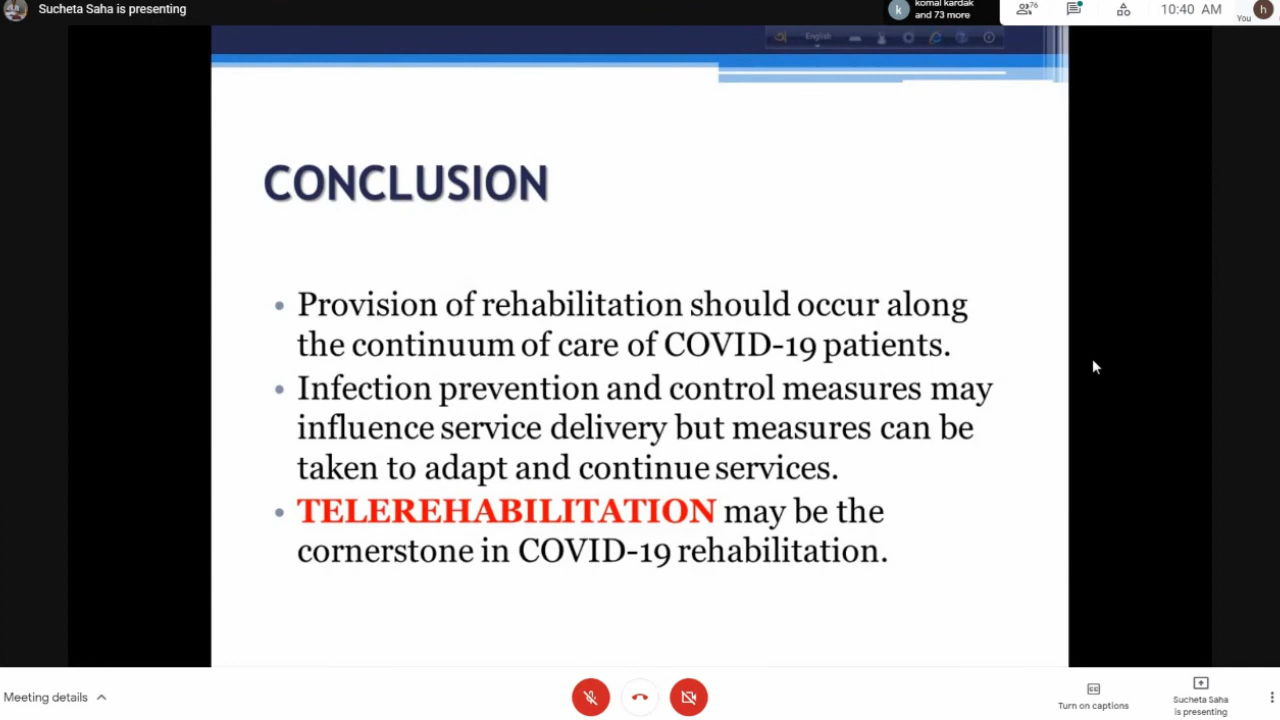 Sucheta Saha is presenting
komal kardak
and 73 more
76
10:40 AM
You
h
k
English
CONCLUSION
• Provision of rehabilitation should occur along
the continuum of care of COVID-19 patients.
• Infection prevention and control measures may
influence service delivery but measures can be
taken to adapt and continue services.
• TELEREHABILITATION may be the
cornerstone in COVID-19 rehabilitation.
Meeting details
Turn on captions
Sucheta Saha
is presenting